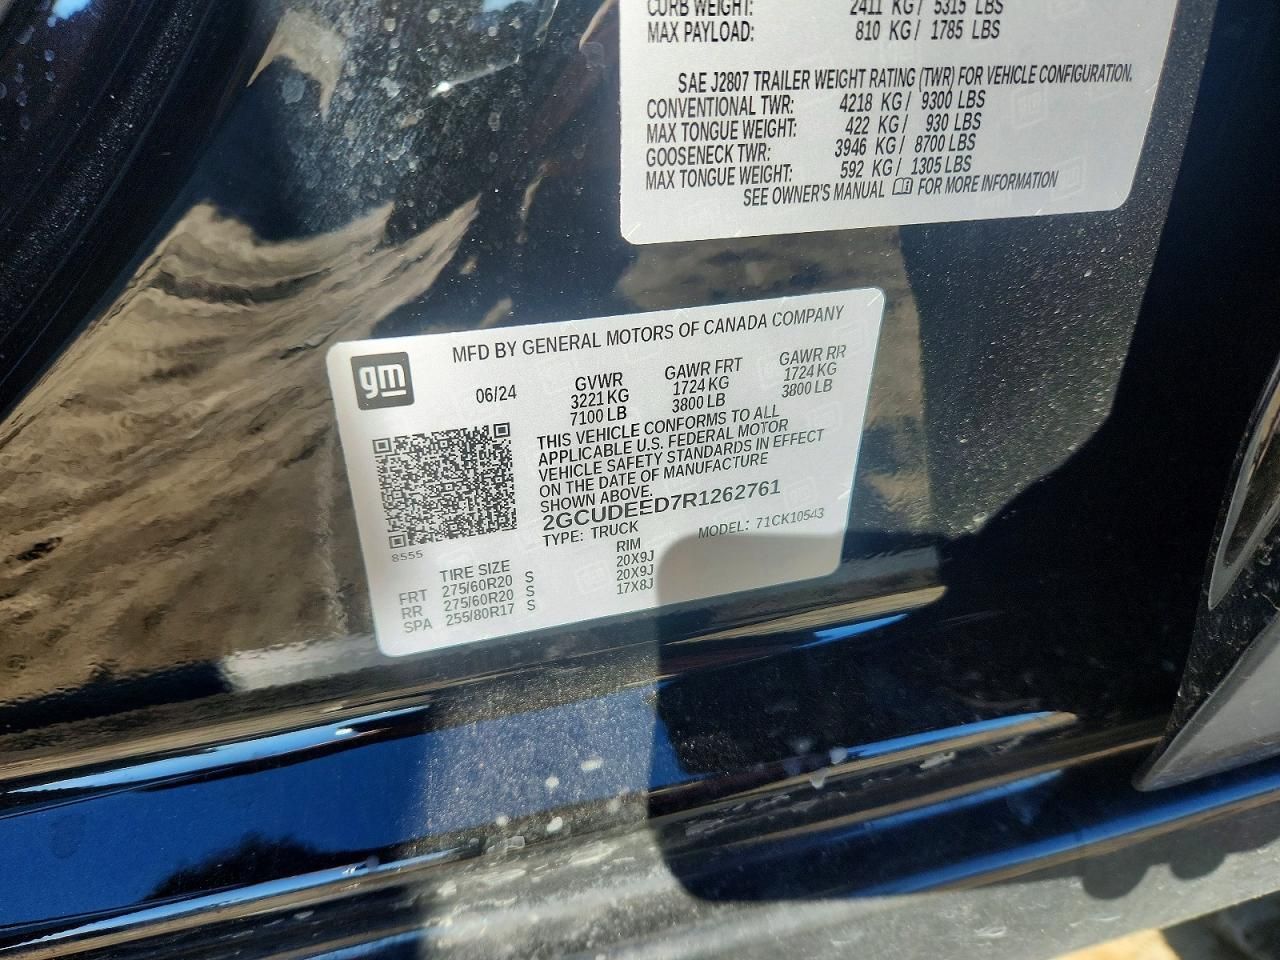 CURB WEIGHT: 2411 KG/ 5315 LBS
MAX PAYLOAD: 810 KG/ 1785 LBS
SAE J2807 TRAILER WEIGHT RATING (TWR) FOR VEHICLE CONFIGURATION.
CONVENTIONAL TWR: 4218 KG/ 9300 LBS
MAX TONGUE WEIGHT: 422 KG/ 930 LBS
GOOSENECK TWR: 3946 KG/ 8700 LBS
MAX TONGUE WEIGHT: 592 KG/ 1305 LBS
SEE OWNER'S MANUAL FOR MORE INFORMATION
gm
MFD BY GENERAL MOTORS OF CANADA COMPANY
06/24 GVWR GAWR FRT GAWR RR
3221 KG 1724 KG 1724 KG
7100 LB 3800 LB 3800 LB
THIS VEHICLE CONFORMS TO ALL
APPLICABLE U.S. FEDERAL MOTOR
VEHICLE SAFETY STANDARDS IN EFFECT
ON THE DATE OF MANUFACTURE
SHOWN ABOVE.
2GCUDEED7R1262761
TYPE: TRUCK MODEL: 71CK10543
8555
TIRE SIZE RIM
FRT 275/60R20 S 20X9J
RR 275/60R20 S 20X9J
SPA 255/80R17 S 17X8J